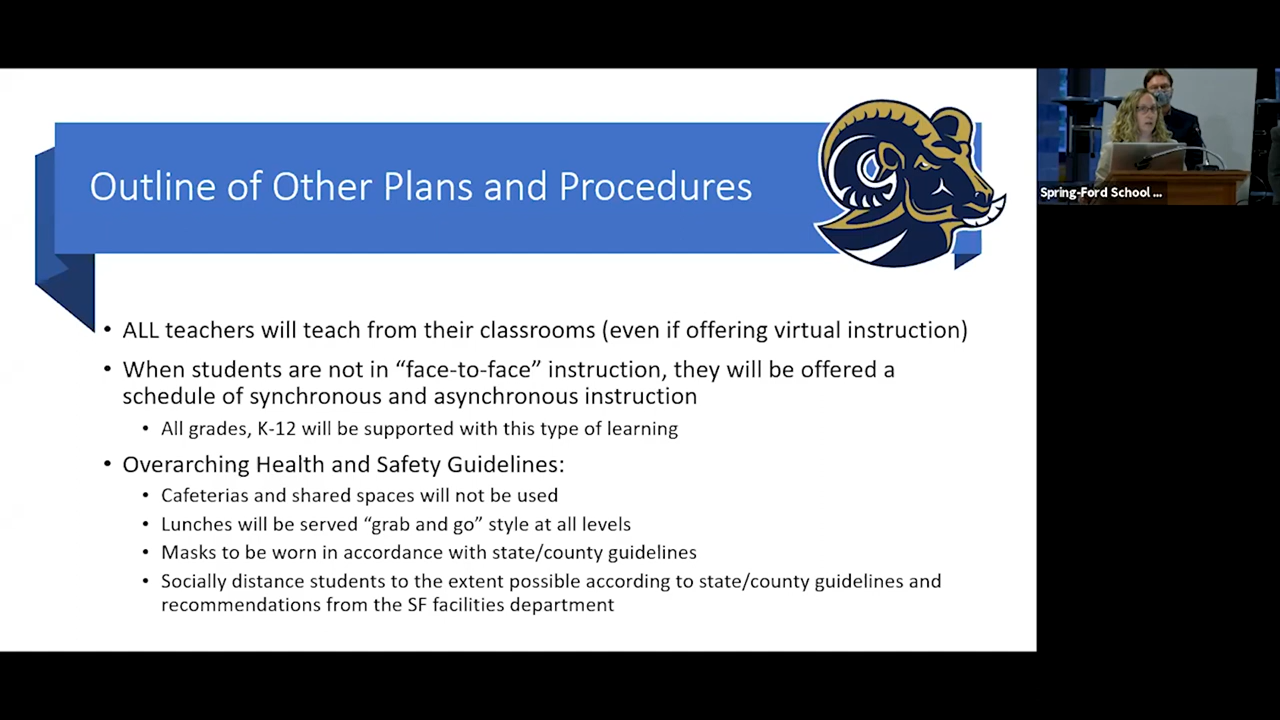 Outline of Other Plans and Procedures
Spring-Ford School ...
• ALL teachers will teach from their classrooms (even if offering virtual instruction)
• When students are not in “face-to-face” instruction, they will be offered a
schedule of synchronous and asynchronous instruction
• All grades, K-12 will be supported with this type of learning
• Overarching Health and Safety Guidelines:
• Cafeterias and shared spaces will not be used
• Lunches will be served “grab and go” style at all levels
• Masks to be worn in accordance with state/county guidelines
• Socially distance students to the extent possible according to state/county guidelines and
recommendations from the SF facilities department